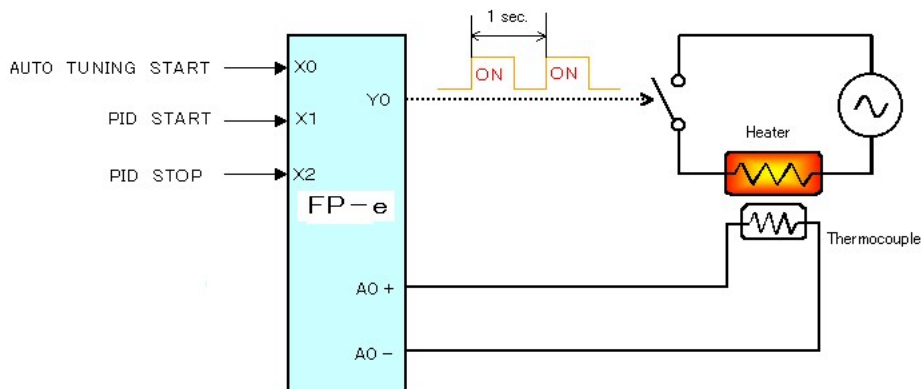 1 sec.
AUTO TUNING START
X0
ON
ON
Y0
PID START
X1
Heater
PID STOP
X2
FP-e
Thermocouple
A0+
A0-